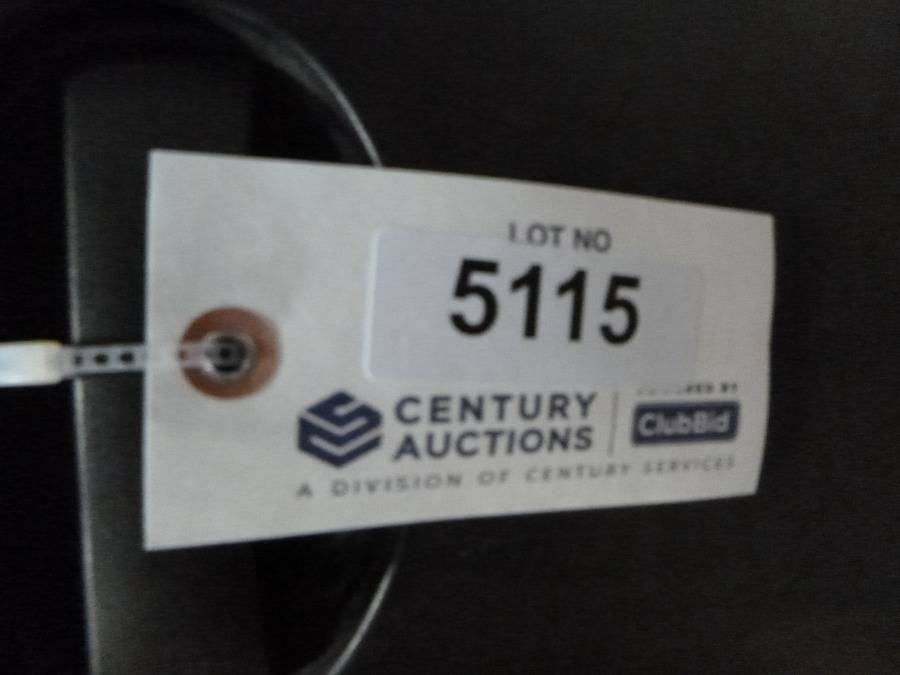 LOT NO
5115
CENTURY
AUCTIONS
A DIVISION OF CENTURY SERVICES
ClubBid